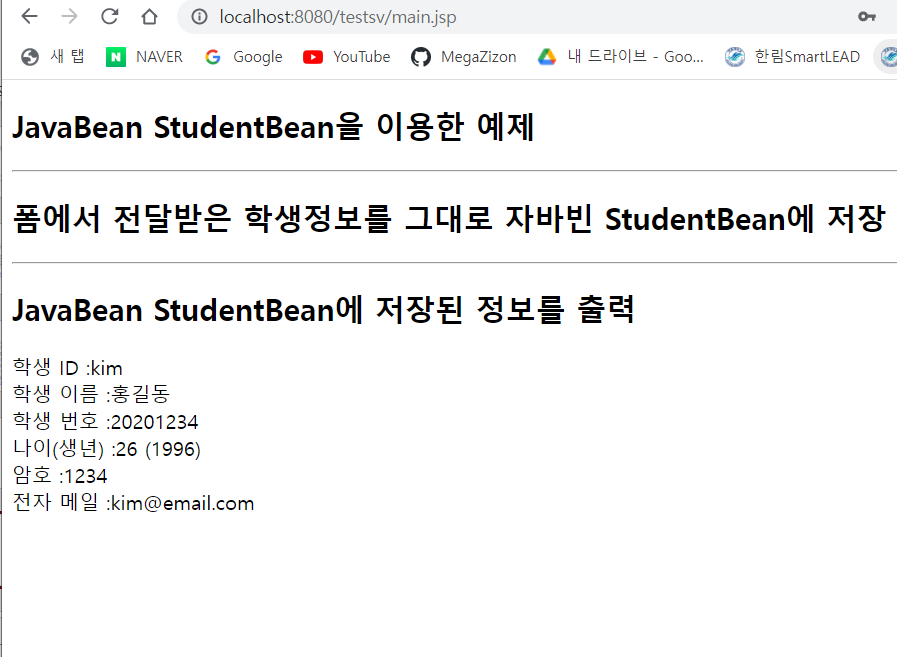 localhost:8080/testsv/main.jsp
새 탭 NAVER Google YouTube MegaZizon 내 드라이브 - Goo... 한림SmartLEAD
JavaBean StudentBean을 이용한 예제
폼에서 전달받은 학생정보를 그대로 자바빈 StudentBean에 저장
JavaBean StudentBean에 저장된 정보를 출력
학생 ID :kim
학생 이름 :홍길동
학생 번호 :20201234
나이(생년) :26 (1996)
암호 :1234
전자 메일 :kim@email.com